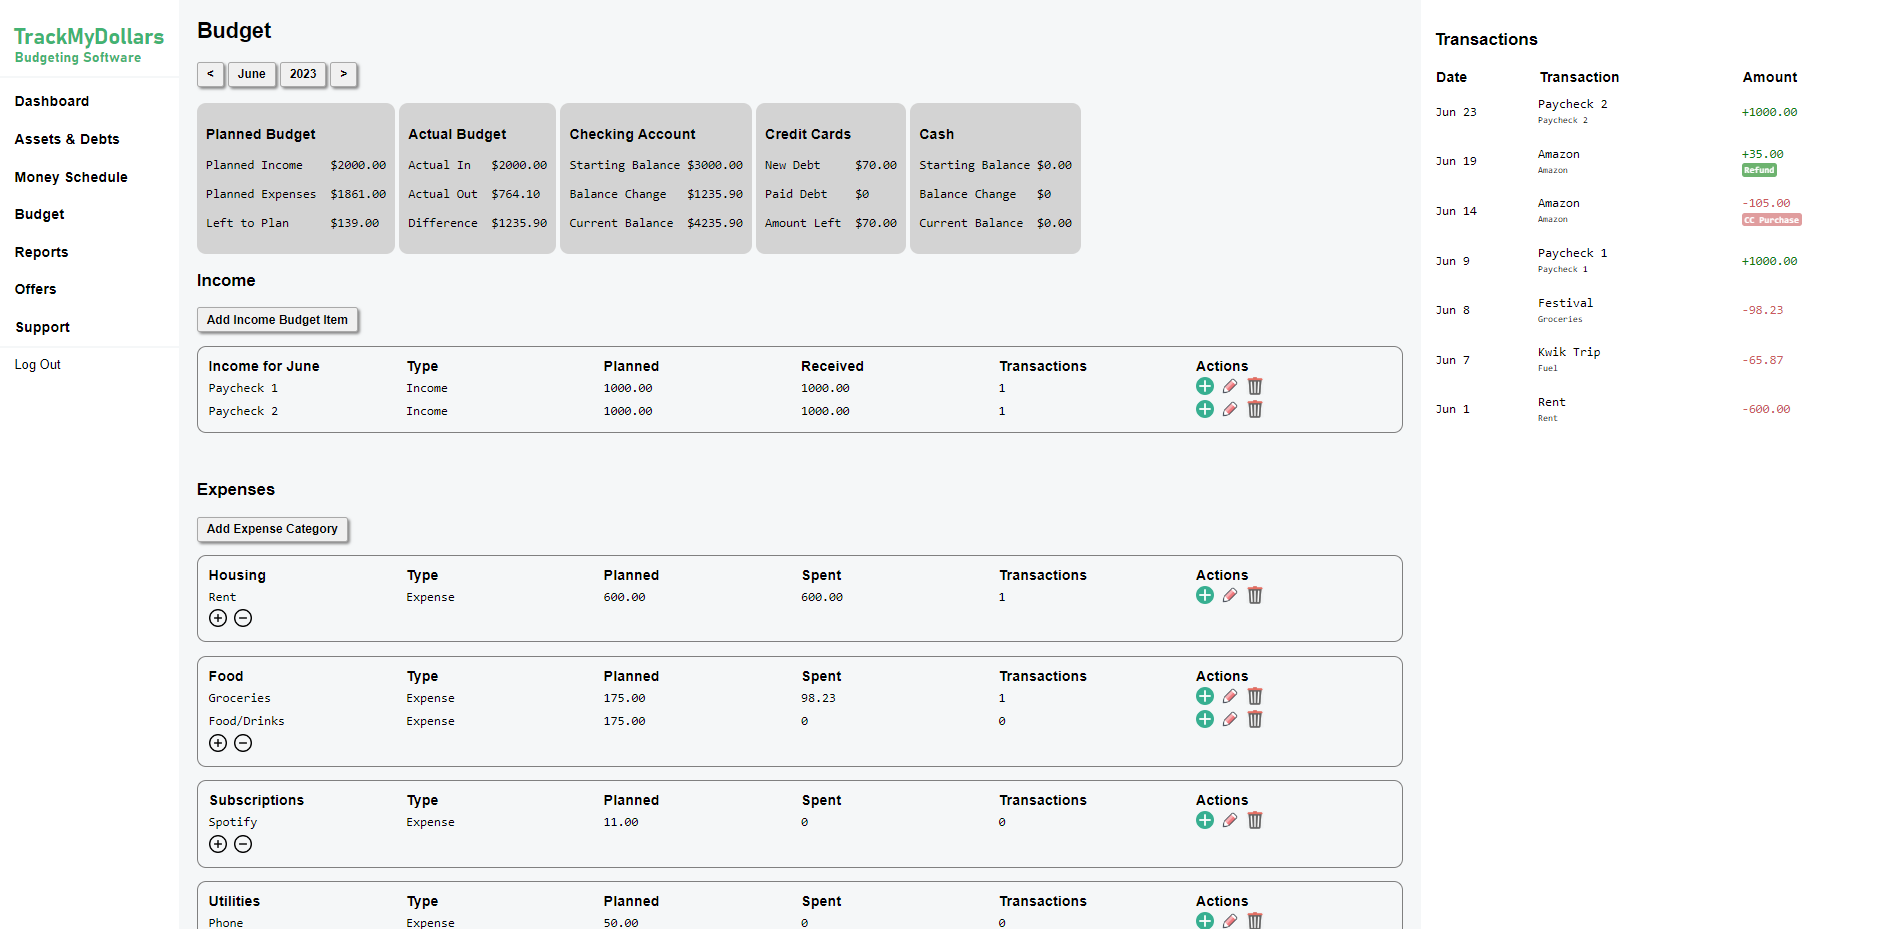 TrackMyDollars
Budgeting Software
Dashboard
Assets & Debts
Money Schedule
Budget
Reports
Offers
Support
Log Out
Budget
< June 2023 >
Planned Budget
Planned Income $2000.00
Planned Expenses $1861.00
Left to Plan $139.00
Actual Budget
Actual In $2000.00
Actual Out $764.10
Difference $1235.90
Checking Account
Starting Balance $3000.00
Balance Change $1235.90
Current Balance $4235.90
Credit Cards
New Debt $70.00
Paid Debt $0
Amount Left $70.00
Cash
Starting Balance $0.00
Balance Change $0
Current Balance $0.00
Income
Add Income Budget Item
Income for June Type Planned Received Transactions Actions
Paycheck 1 Income 1000.00 1000.00 1
Paycheck 2 Income 1000.00 1000.00 1
Expenses
Add Expense Category
Housing Type Planned Spent Transactions Actions
Rent Expense 600.00 600.00 1
Food Type Planned Spent Transactions Actions
Groceries Expense 175.00 98.23 1
Food/Drinks Expense 175.00 0 0
Subscriptions Type Planned Spent Transactions Actions
Spotify Expense 11.00 0 0
Utilities Type Planned Spent Transactions Actions
Phone Expense 50.00 0 0
Transactions
Date Transaction Amount
Jun 23 Paycheck 2 +1000.00
Paycheck 2
Jun 19 Amazon +35.00
Amazon Refund
Jun 14 Amazon -105.00
Amazon CC Purchase
Jun 9 Paycheck 1 +1000.00
Paycheck 1
Jun 8 Festival -98.23
Groceries
Jun 7 Kwik Trip -65.87
Fuel
Jun 1 Rent -600.00
Rent